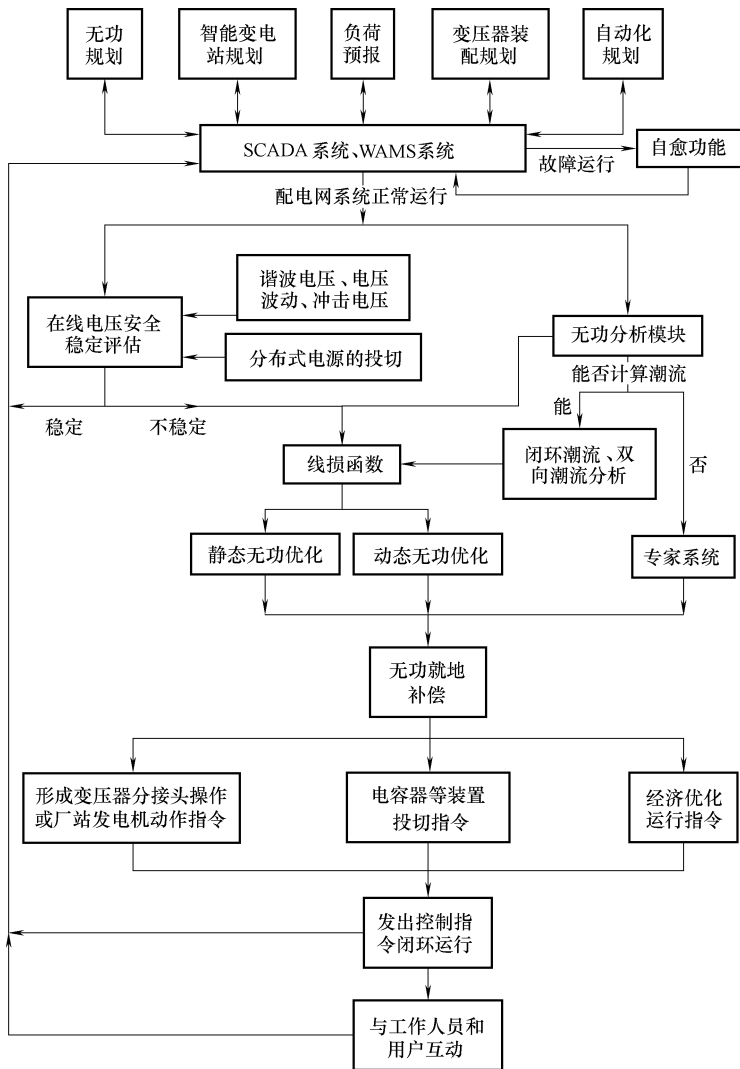 无功
规划
智能变电
站规划
负荷
预报
变压器装
配规划
自动化
规划
SCADA 系统、WAMS系统
故障运行
自愈功能
配电网系统正常运行
谐波电压、电压
波动、冲击电压
在线电压安全
稳定评估
分布式电源的投切
无功分析模块
能否计算潮流
稳定
不稳定
能
否
线损函数
闭环潮流、双
向潮流分析
静态无功优化
动态无功优化
专家系统
无功就地
补偿
形成变压器分接头操作
或厂站发电机动作指令
电容器等装置
投切指令
经济优化
运行指令
发出控制指
令闭环运行
与工作人员和
用户互动